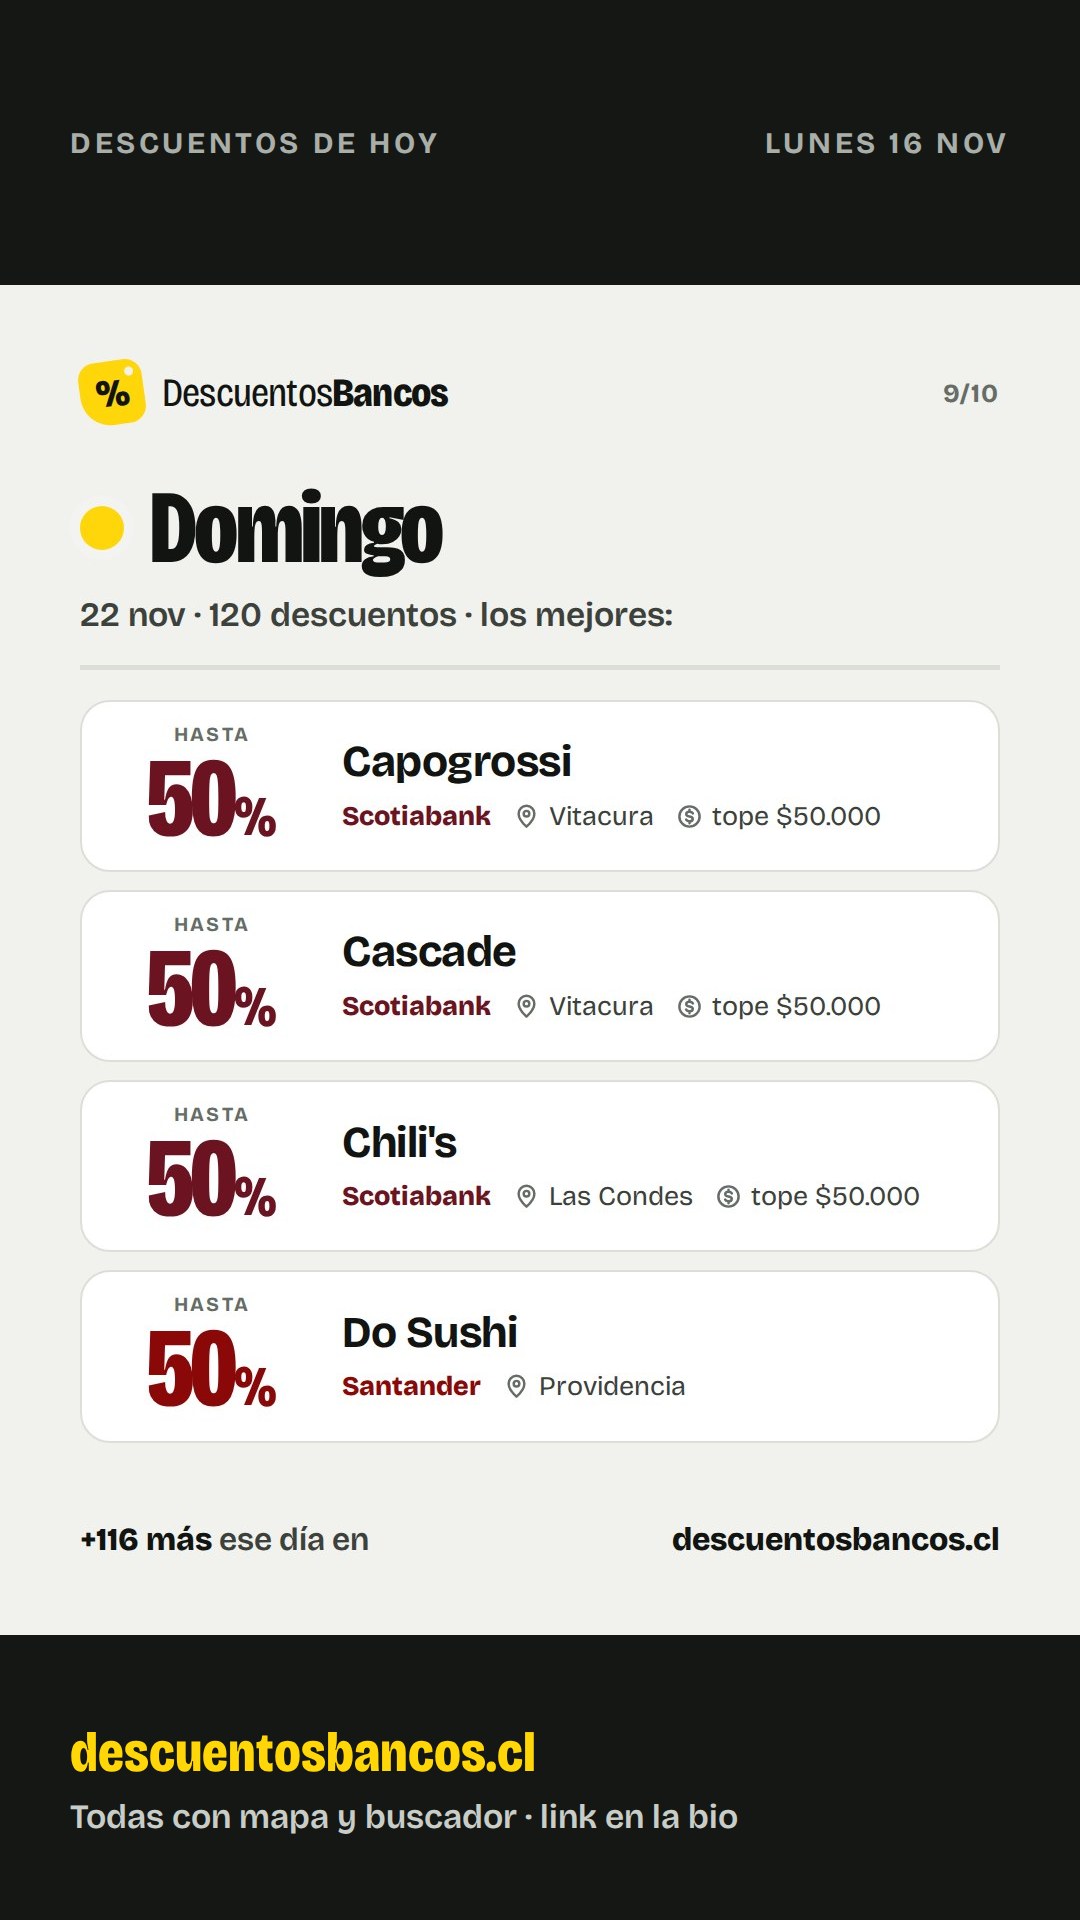 DESCUENTOS DE HOY
LUNES 16 NOV
%
DescuentosBancos
9/10
Domingo
22 nov · 120 descuentos · los mejores:
HASTA
50%
Capogrossi
Scotiabank Vitacura tope $50.000
HASTA
50%
Cascade
Scotiabank Vitacura tope $50.000
HASTA
50%
Chili's
Scotiabank Las Condes tope $50.000
HASTA
50%
Do Sushi
Santander Providencia
+116 más ese día en
descuentosbancos.cl
descuentosbancos.cl
Todas con mapa y buscador · link en la bio